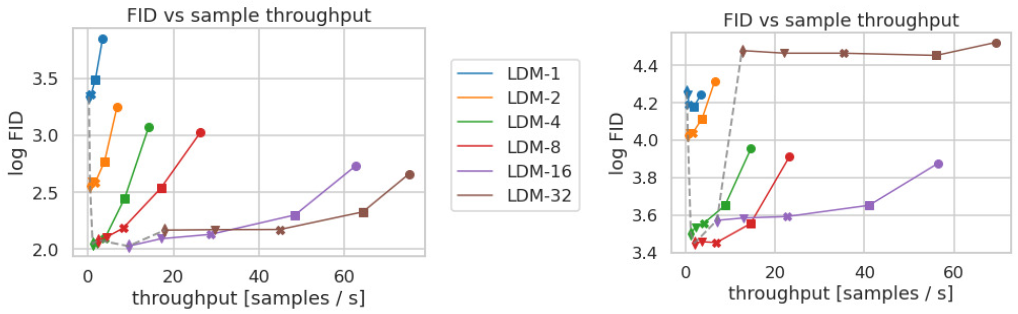 FID vs sample throughput
log FID
3.5
3.0
2.5
2.0
0
20
40
60
throughput [samples / s]
LDM-1
LDM-2
LDM-4
LDM-8
LDM-16
LDM-32
FID vs sample throughput
log FID
4.4
4.2
4.0
3.8
3.6
3.4
0
20
40
60
throughput [samples / s]